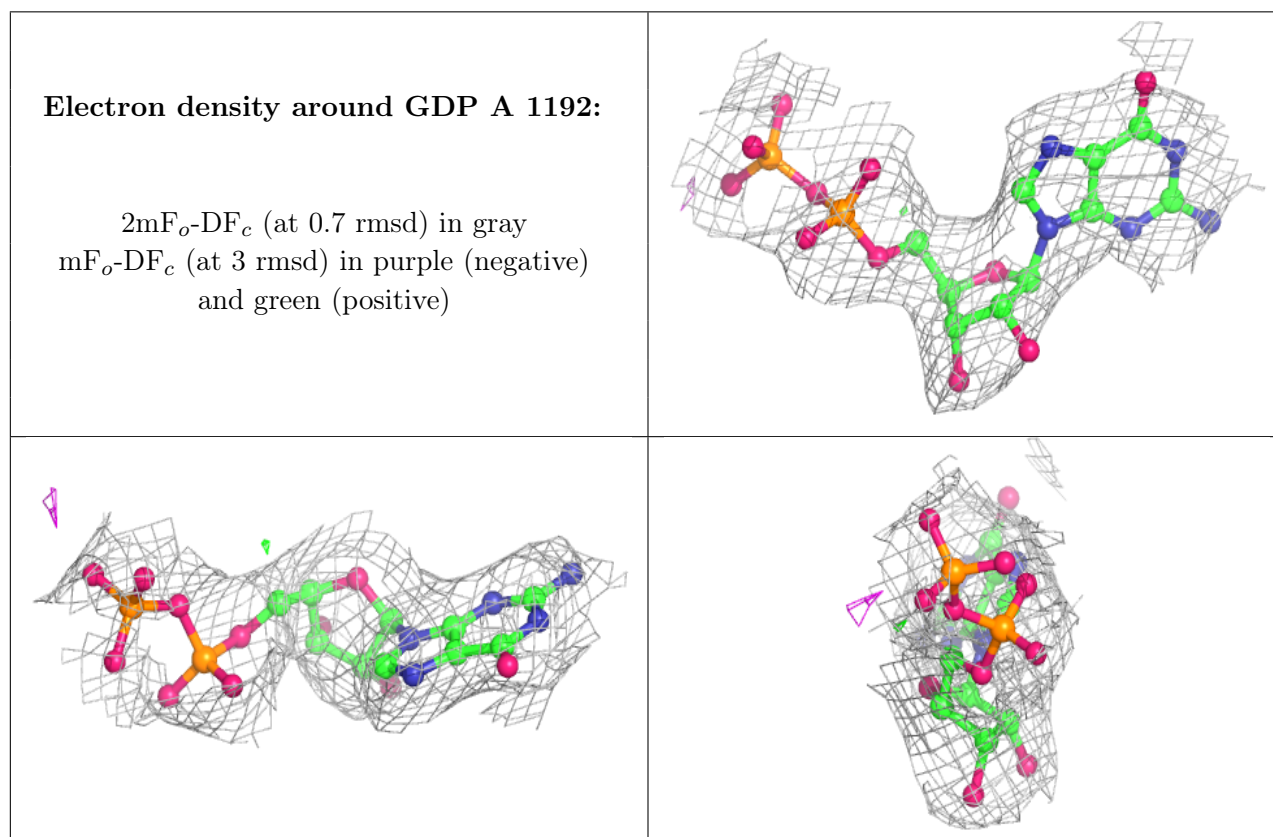 Electron density around GDP A 1192:
2mFo-DFc (at 0.7 rmsd) in gray
mFo-DFc (at 3 rmsd) in purple (negative)
and green (positive)